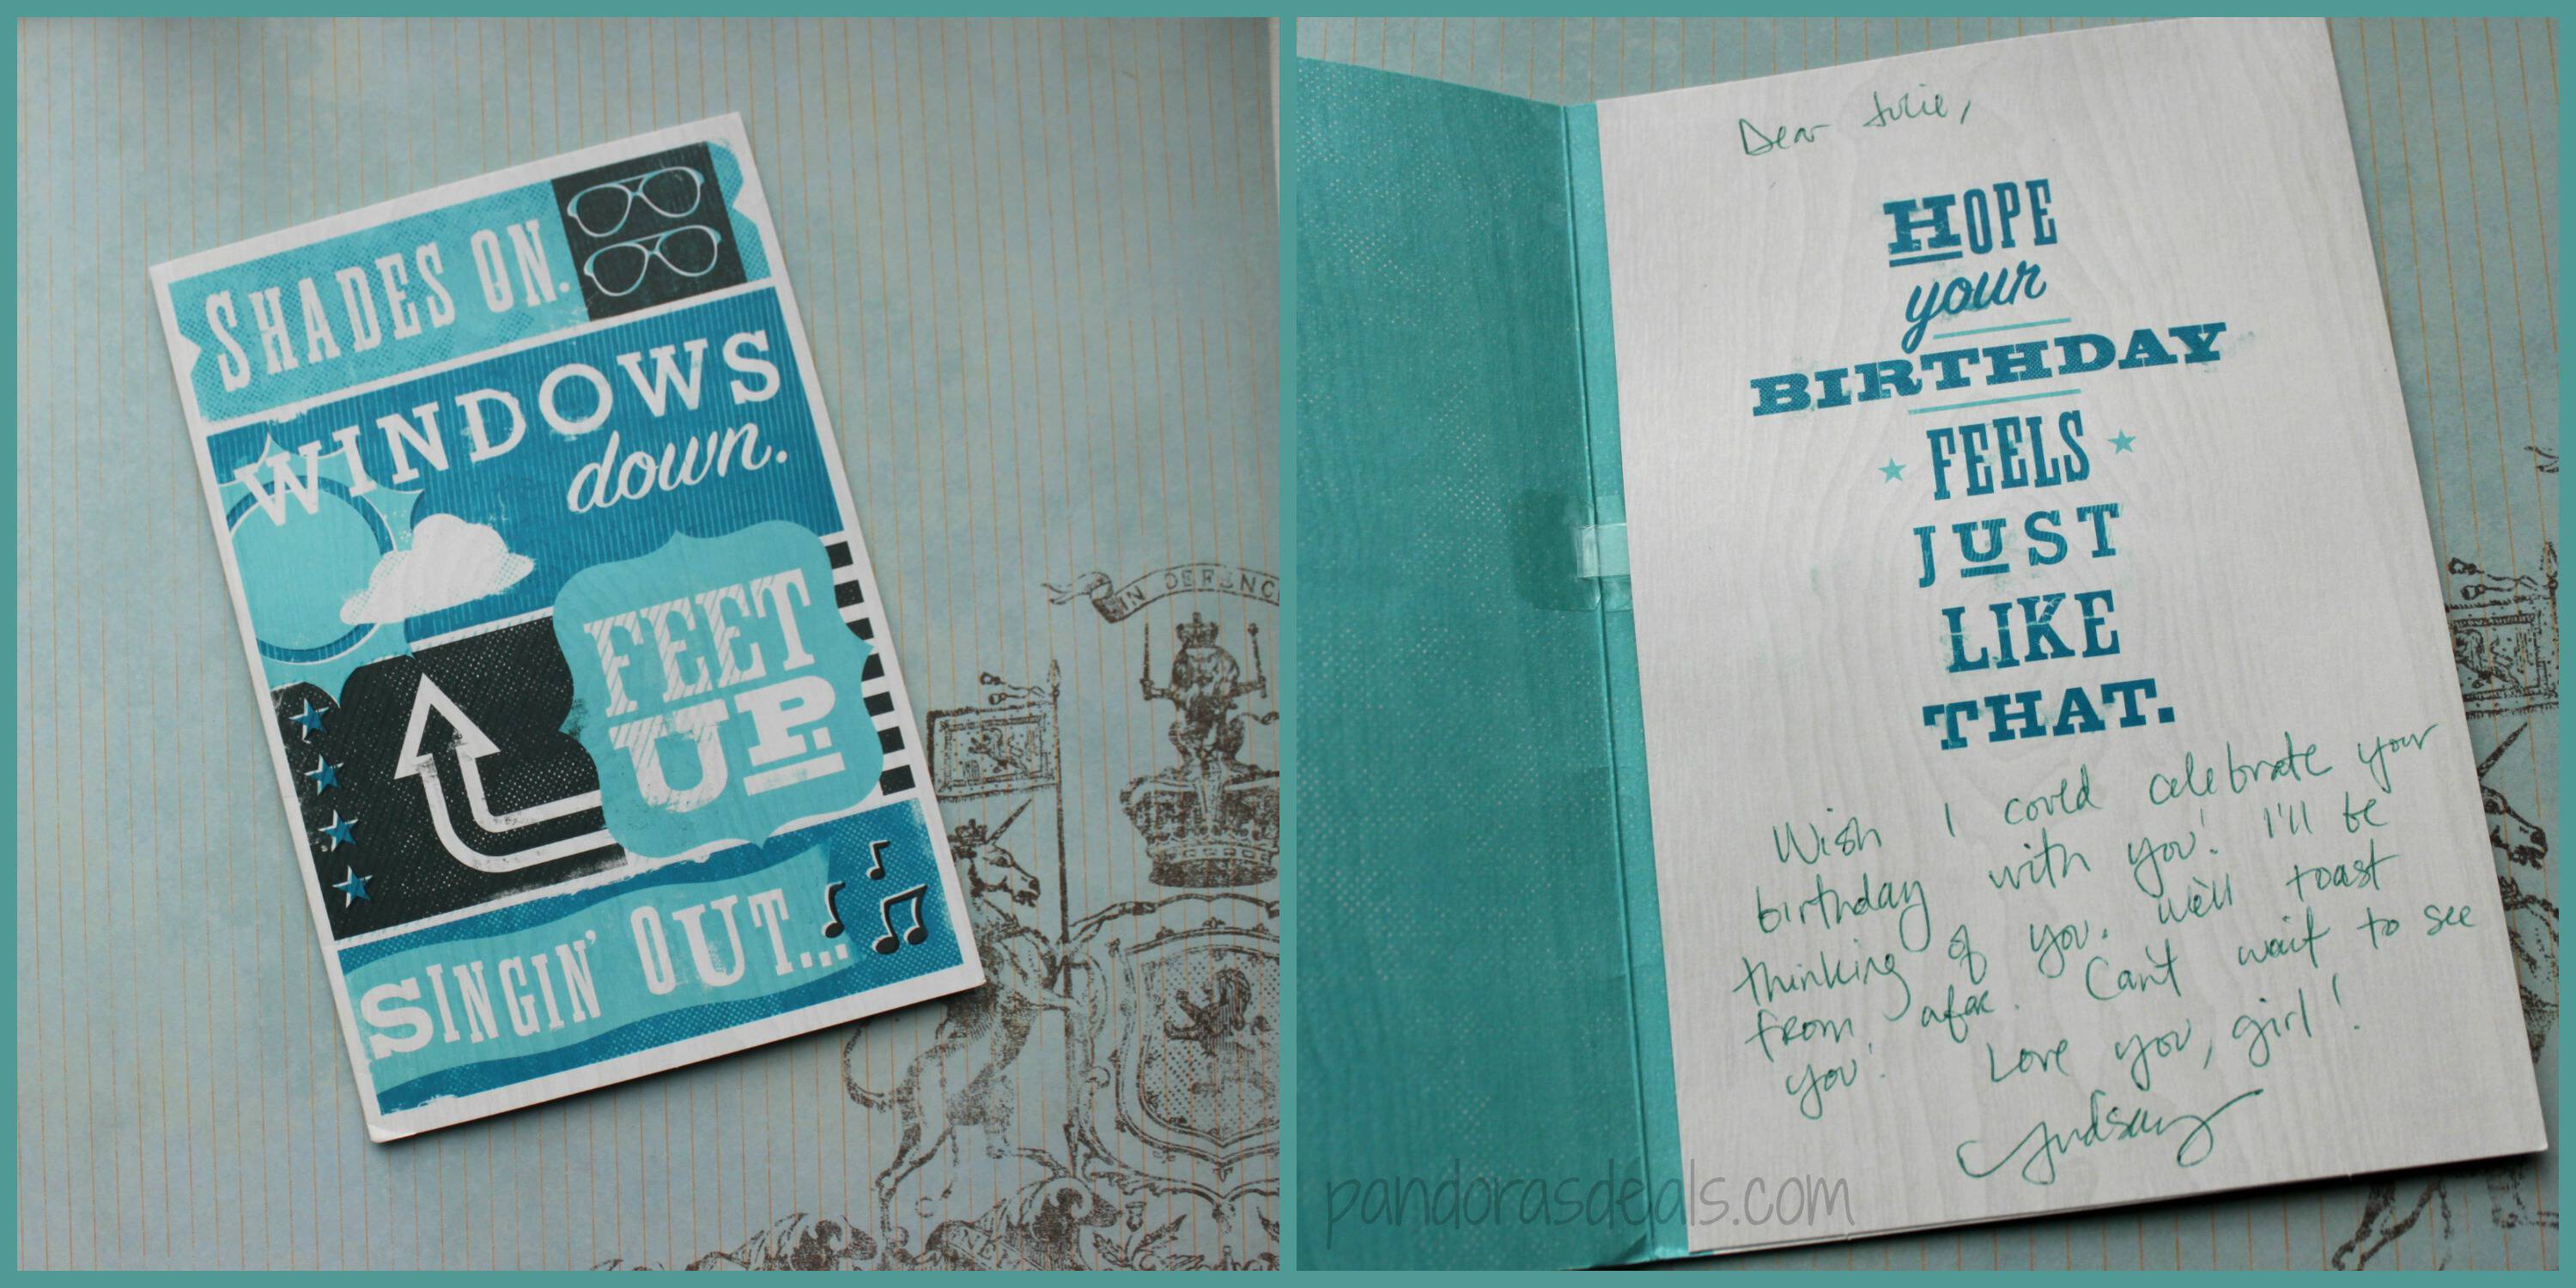 SHADES ON.
WINDOWS
down.
FEET
UP.
SINGIN' OUT...
IN DEFENC
Dear Julie,
HOPE
your
BIRTHDAY
FEELS
JUST
LIKE
THAT.
Wish I could celebrate your
birthday with you! I'll be
thinking of you. We'll toast
from afar. Can't wait to see
you! Love you, girl!
Lindsay
pandorasdeals.com